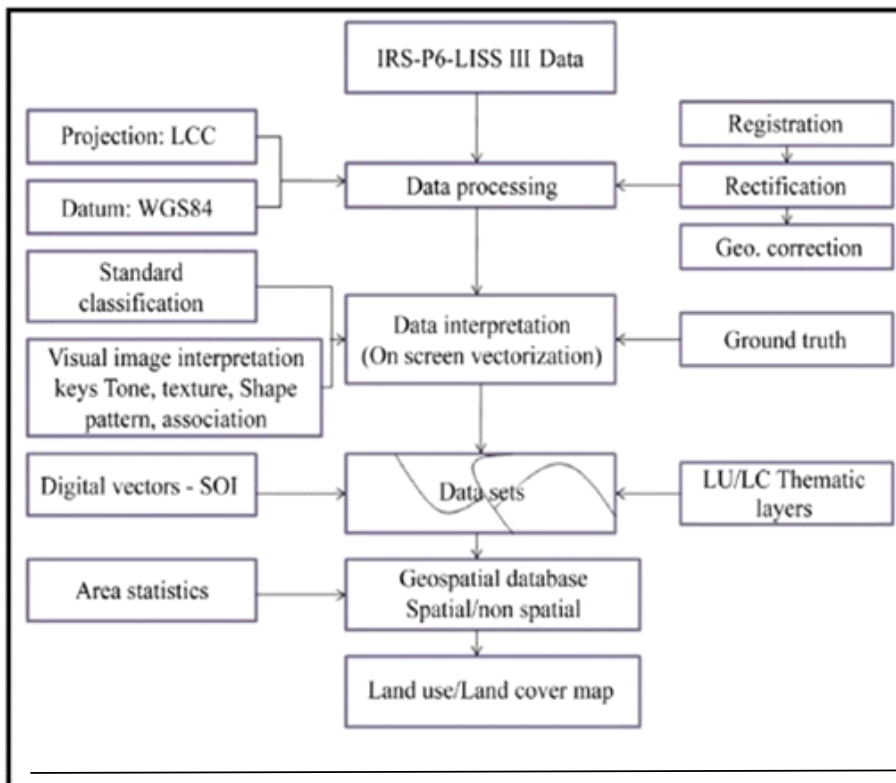 IRS-P6-LISS III Data
Projection: LCC
Registration
Data processing
Rectification
Datum: WGS84
Geo. correction
Standard
classification
Data interpretation
(On screen vectorization)
Ground truth
Visual image interpretation
keys Tone, texture, Shape
pattern, association
Digital vectors - SOI
Data sets
LU/LC Thematic
layers
Area statistics
Geospatial database
Spatial/non spatial
Land use/Land cover map